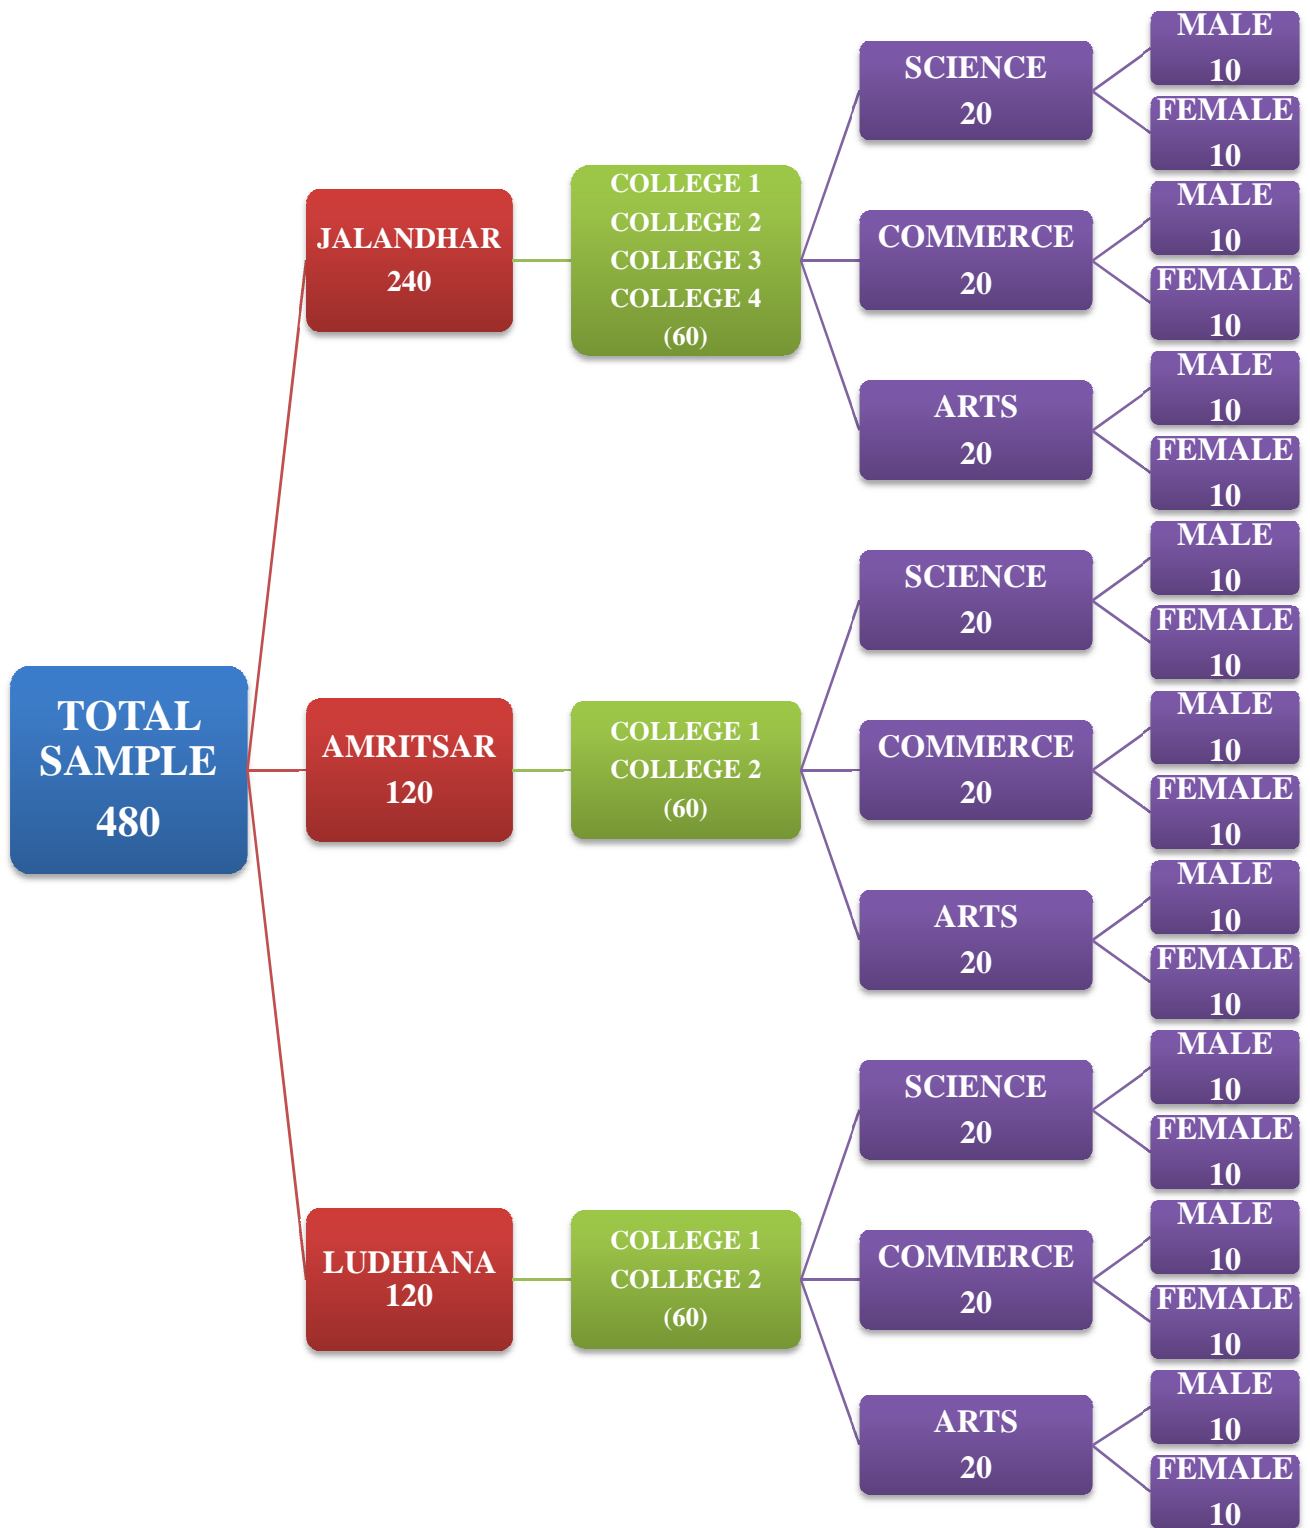 TOTAL
SAMPLE
480
JALANDHAR
240
COLLEGE 1
COLLEGE 2
COLLEGE 3
COLLEGE 4
(60)
SCIENCE
20
MALE
10
FEMALE
10
COMMERCE
20
MALE
10
FEMALE
10
ARTS
20
MALE
10
FEMALE
10
AMRITSAR
120
COLLEGE 1
COLLEGE 2
(60)
SCIENCE
20
MALE
10
FEMALE
10
COMMERCE
20
MALE
10
FEMALE
10
ARTS
20
MALE
10
FEMALE
10
LUDHIANA
120
COLLEGE 1
COLLEGE 2
(60)
SCIENCE
20
MALE
10
FEMALE
10
COMMERCE
20
MALE
10
FEMALE
10
ARTS
20
MALE
10
FEMALE
10